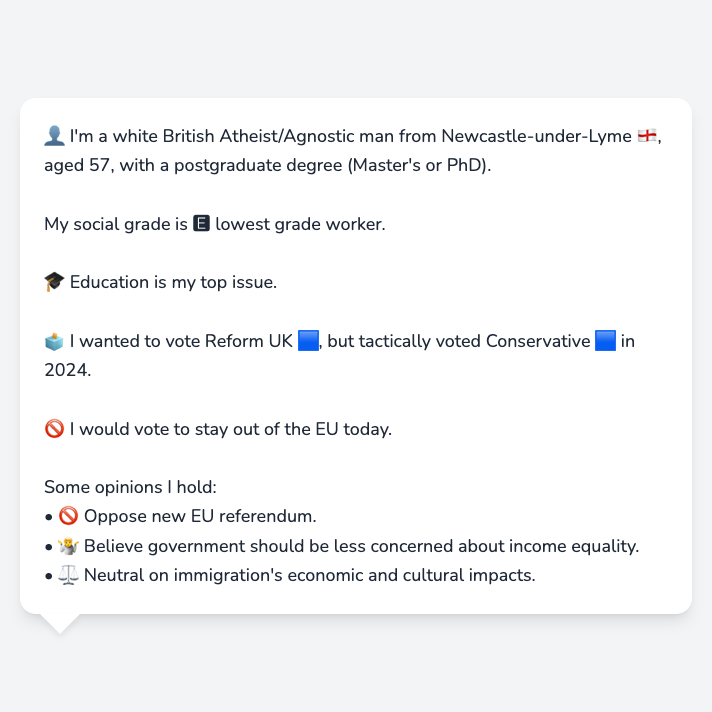 👤 I'm a white British Atheist/Agnostic man from Newcastle-under-Lyme 🏴󠁧󠁢󠁥󠁮󠁧󠁿,
aged 57, with a postgraduate degree (Master's or PhD).
My social grade is 🅴 lowest grade worker.
🎓 Education is my top issue.
🗳️ I wanted to vote Reform UK 🟦, but tactically voted Conservative 🟦 in
2024.
🚫 I would vote to stay out of the EU today.
Some opinions I hold:
• 🚫 Oppose new EU referendum.
• 🤷 Believe government should be less concerned about income equality.
• ⚖️ Neutral on immigration's economic and cultural impacts.